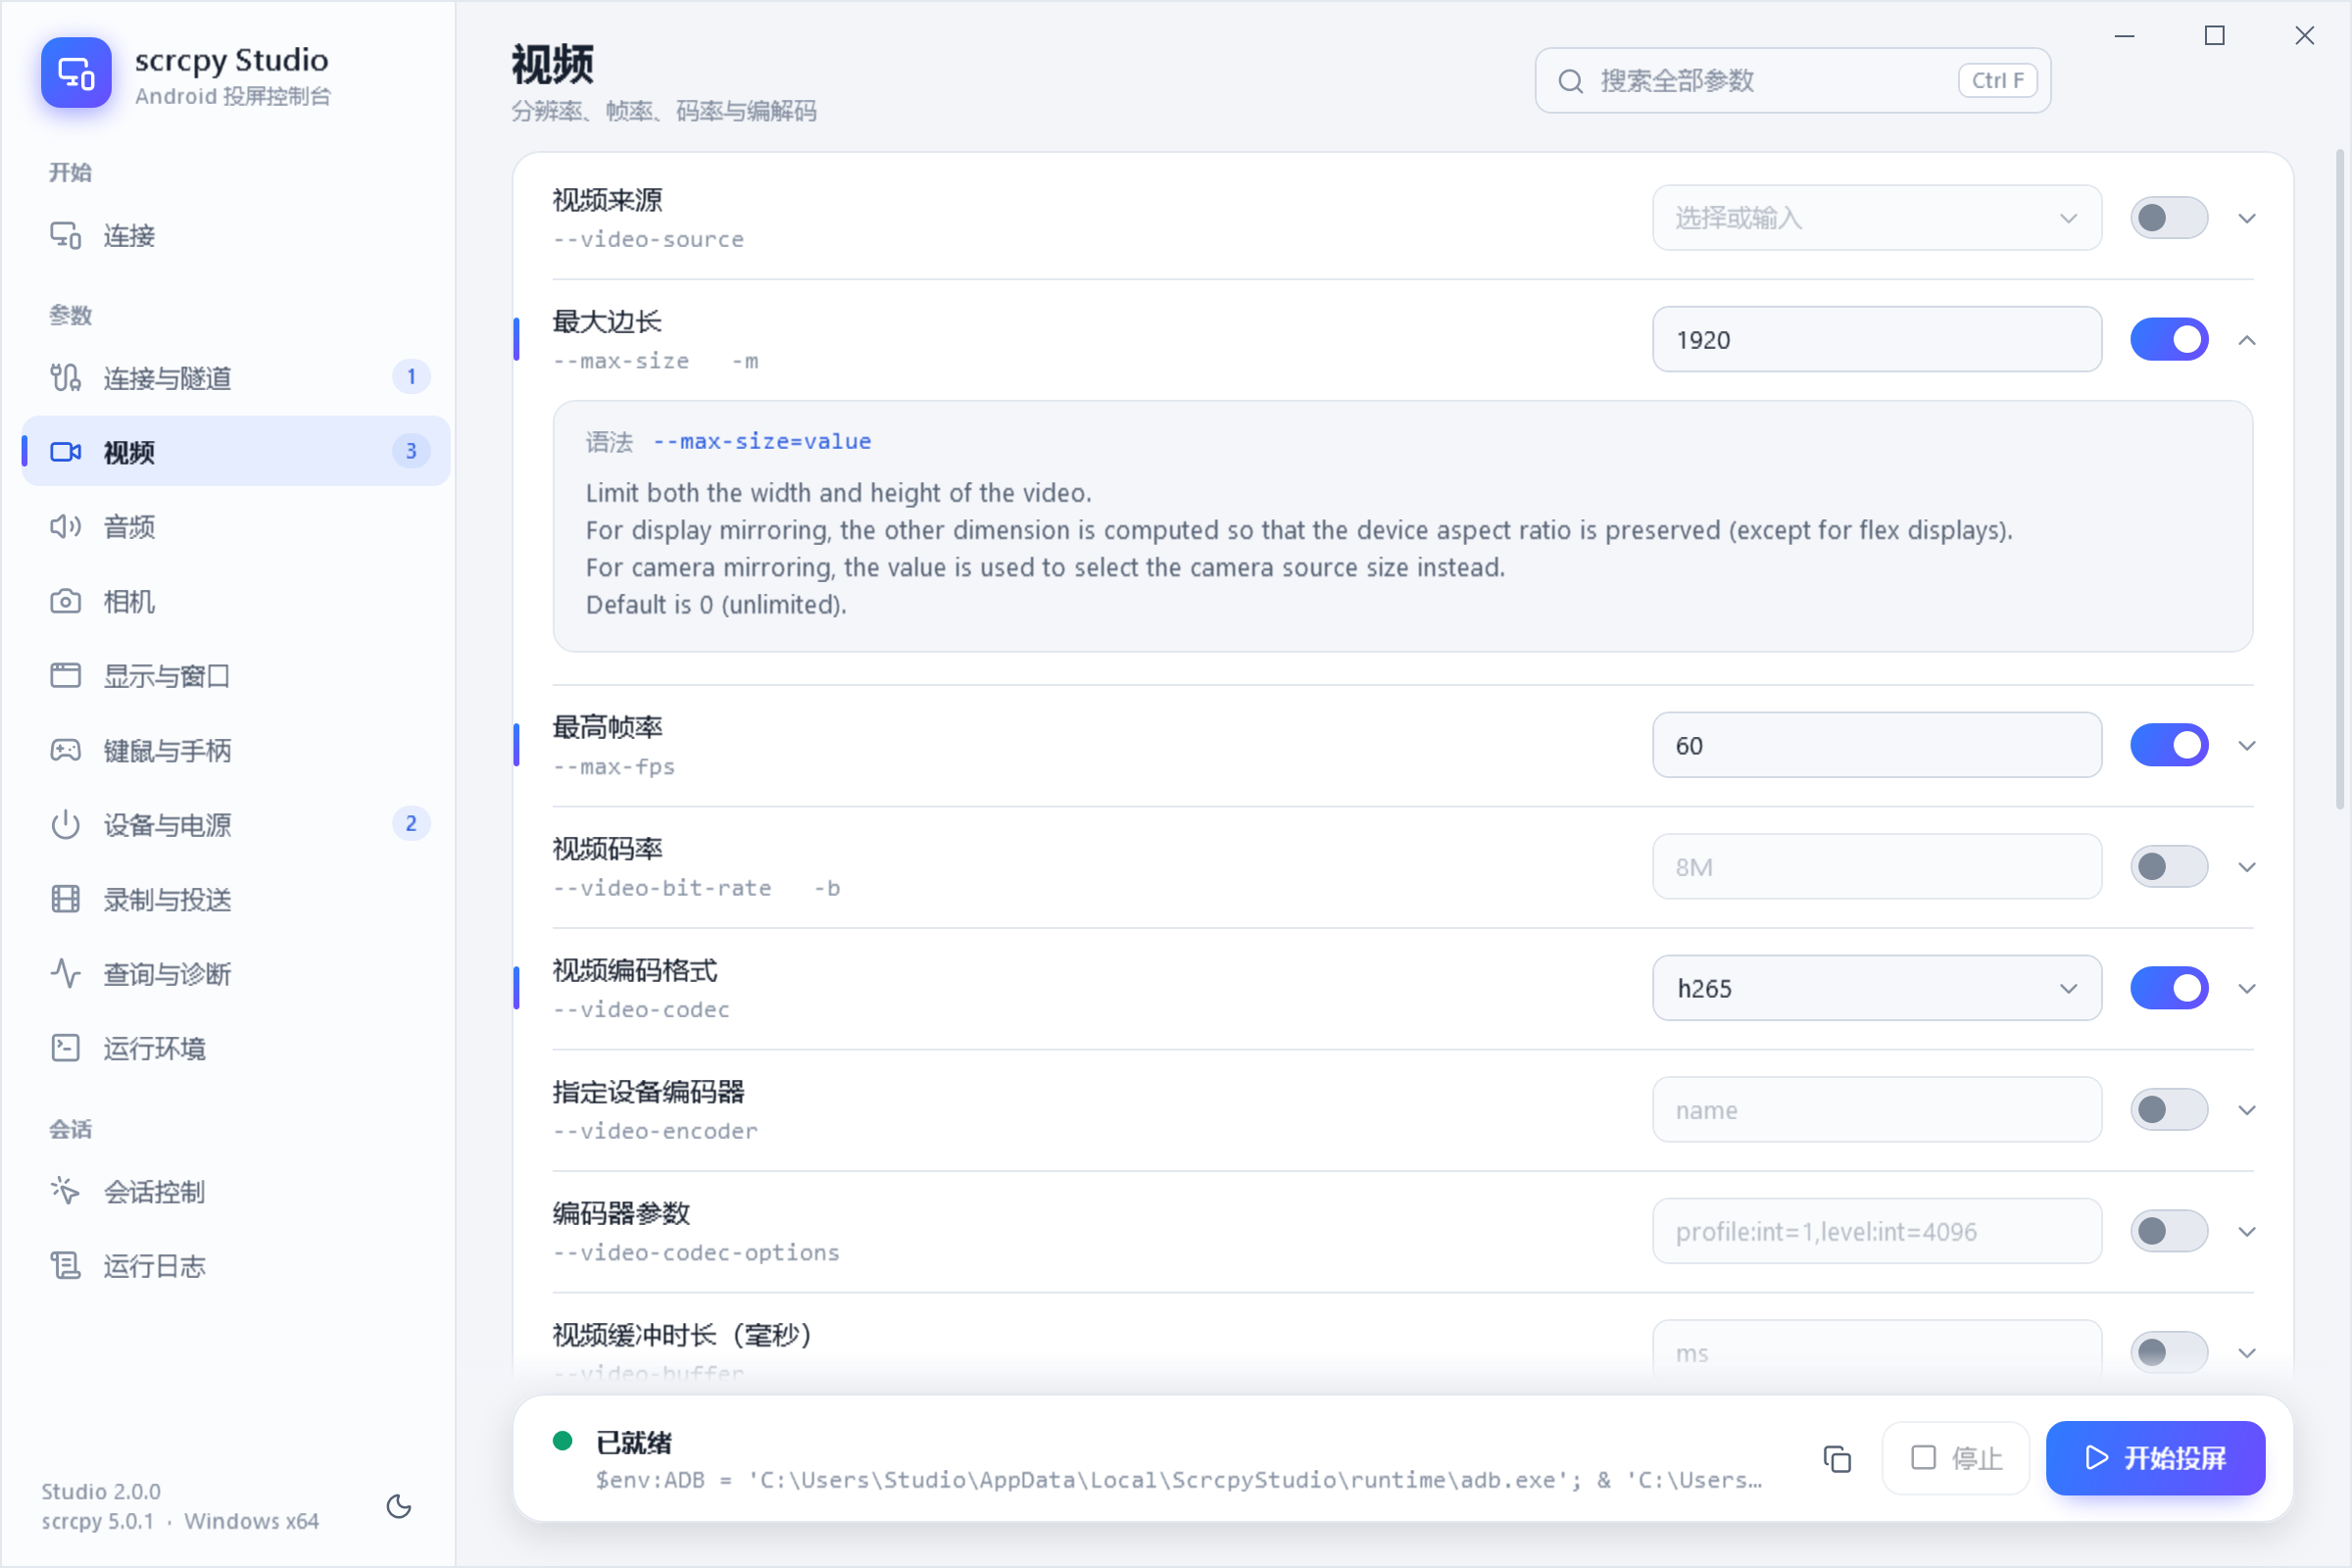 scrcpy Studio
Android 投屏控制台
开始
连接
参数
连接与隧道 1
视频 3
音频
相机
显示与窗口
键鼠与手柄
设备与电源 2
录制与投送
查询与诊断
运行环境
会话
会话控制
运行日志
Studio 2.0.0
scrcpy 5.0.1 · Windows x64
视频
分辨率、帧率、码率与编解码
搜索全部参数 Ctrl F
视频来源
--video-source
选择或输入
最大边长
--max-size -m
1920
语法 --max-size=value
Limit both the width and height of the video.
For display mirroring, the other dimension is computed so that the device aspect ratio is preserved (except for flex displays).
For camera mirroring, the value is used to select the camera source size instead.
Default is 0 (unlimited).
最高帧率
--max-fps
60
视频码率
--video-bit-rate -b
8M
视频编码格式
--video-codec
h265
指定设备编码器
--video-encoder
name
编码器参数
--video-codec-options
profile:int=1,level:int=4096
视频缓冲时长（毫秒）
--video-buffer
ms
已就绪
$env:ADB = 'C:\Users\Studio\AppData\Local\ScrcpyStudio\runtime\adb.exe'; & 'C:\Users…
停止
开始投屏